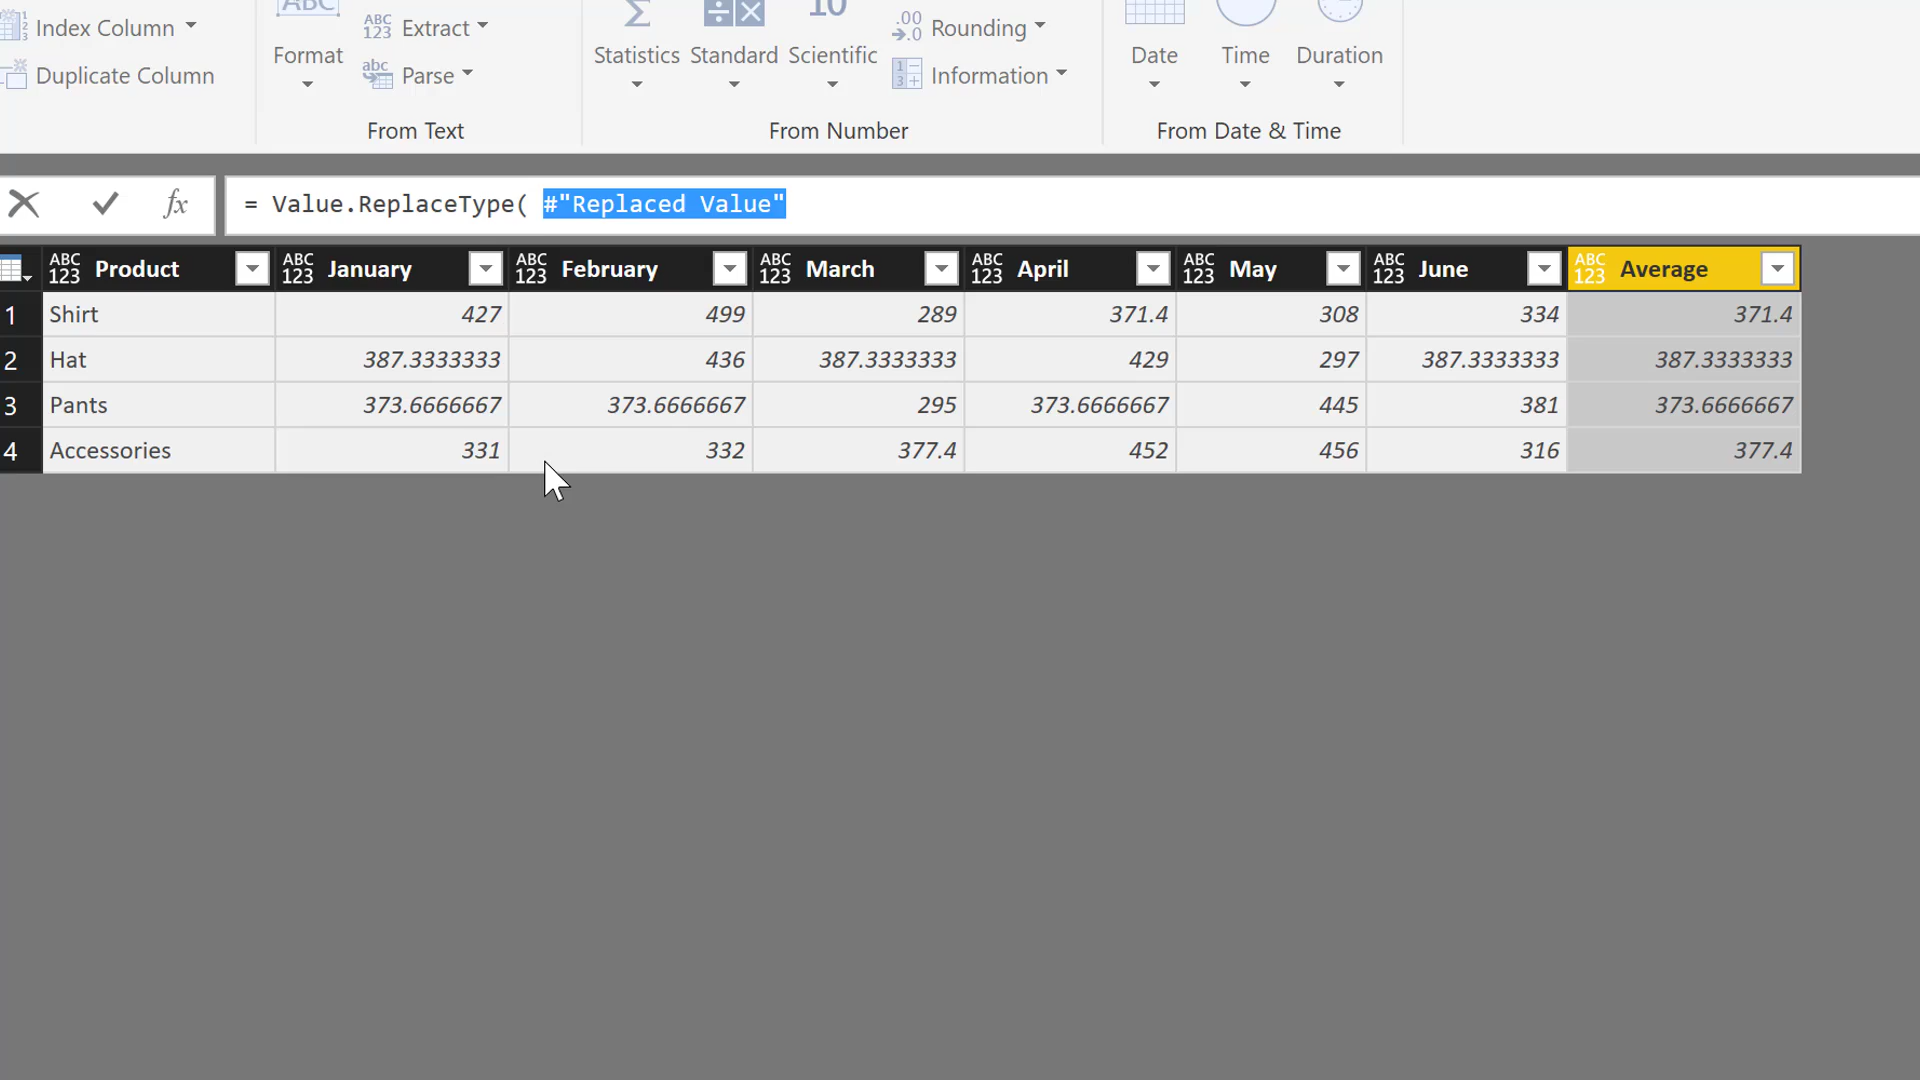 ABC
10
Index Column
ABC
123
Extract
.00
.0
Rounding
Format
Statistics
Standard
Scientific
Date
Time
Duration
Duplicate Column
abc
Parse
Information
From Text
From Number
From Date & Time
fx
= Value.ReplaceType( #"Replaced Value"
ABC 123 Product ABC 123 January ABC 123 February ABC 123 March ABC 123 April ABC 123 May ABC 123 June ABC 123 Average
1 Shirt 427 499 289 371.4 308 334 371.4
2 Hat 387.3333333 436 387.3333333 429 297 387.3333333 387.3333333
3 Pants 373.6666667 373.6666667 295 373.6666667 445 381 373.6666667
4 Accessories 331 332 377.4 452 456 316 377.4